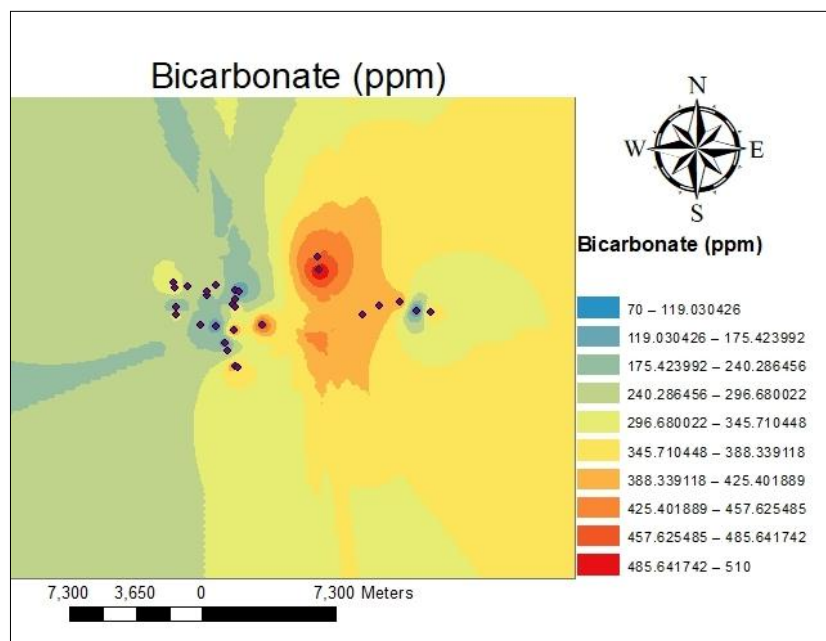 Bicarbonate (ppm)
N
W E
S
Bicarbonate (ppm)
70 – 119.030426
119.030426 – 175.423992
175.423992 – 240.286456
240.286456 – 296.680022
296.680022 – 345.710448
345.710448 – 388.339118
388.339118 – 425.401889
425.401889 – 457.625485
457.625485 – 485.641742
485.641742 – 510
7,300 3,650 0 7,300 Meters